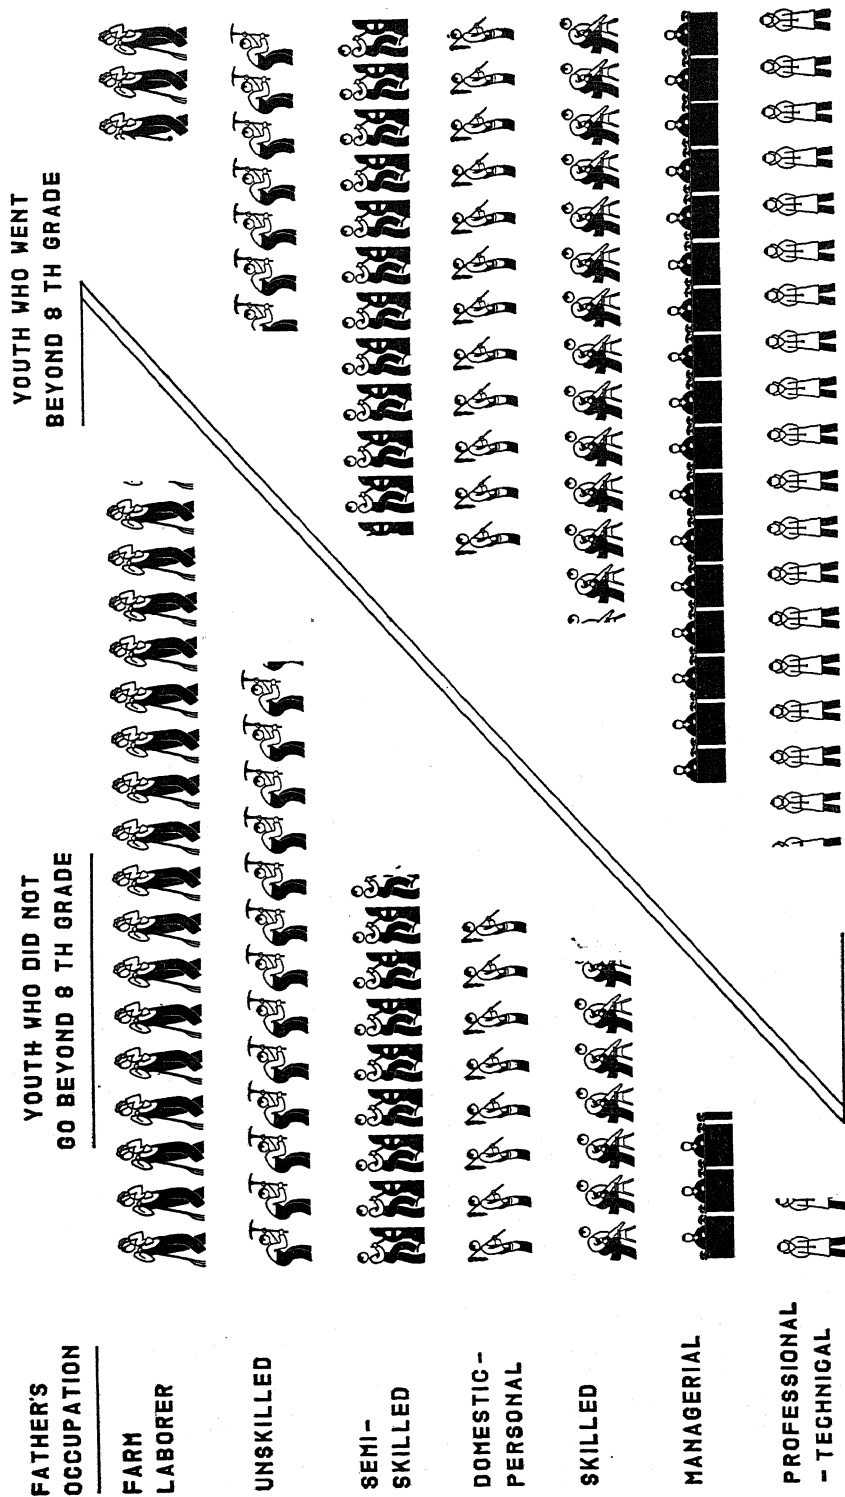 FATHER'S
OCCUPATION
YOUTH WHO DID NOT
GO BEYOND 8 TH GRADE
YOUTH WHO WENT
BEYOND 8 TH GRADE
FARM
LABORER
UNSKILLED
SEMI-
SKILLED
DOMESTIC-
PERSONAL
SKILLED
MANAGERIAL
PROFESSIONAL
- TECHNICAL